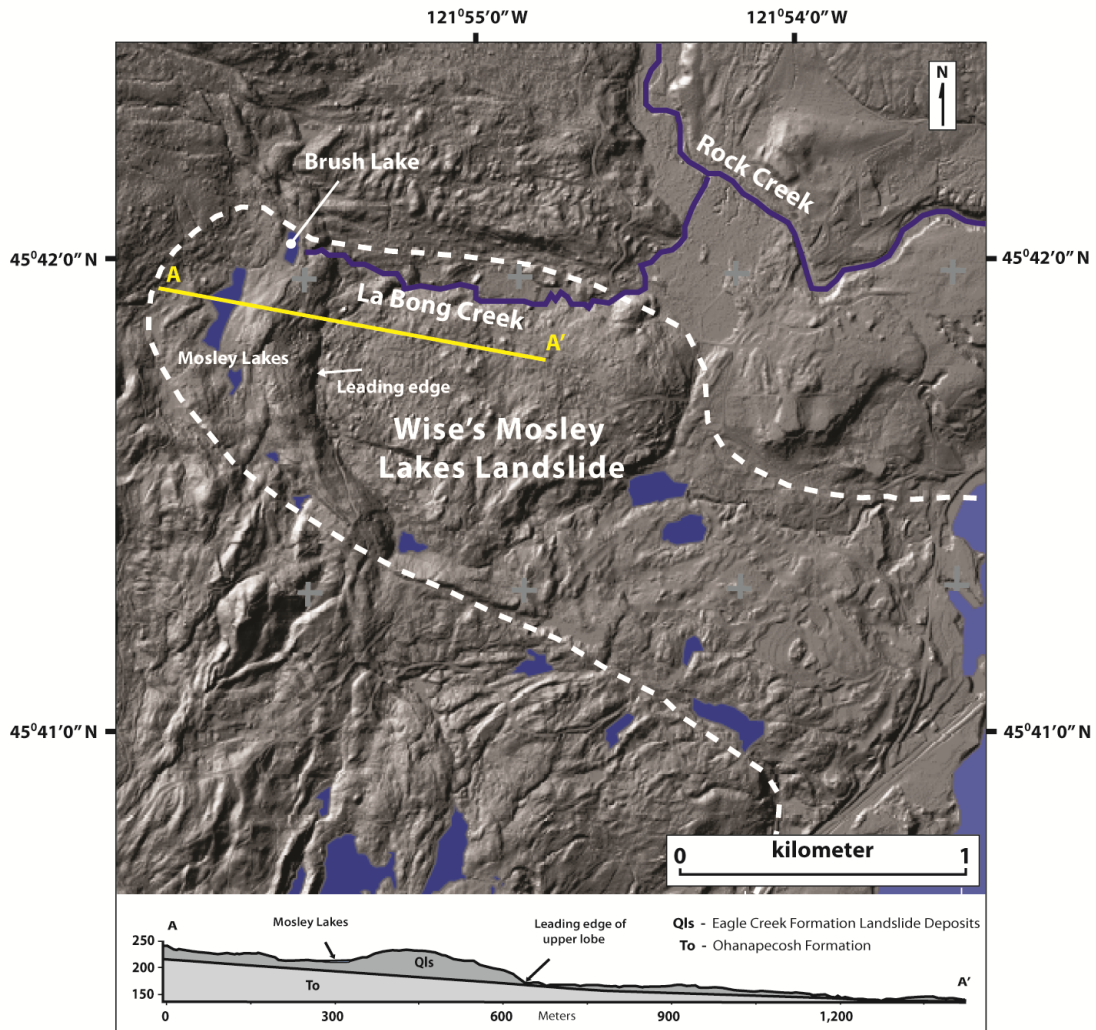 121⁰55'0"W
121⁰54'0"W
N
Rock Creek
Brush Lake
45⁰42'0"N
45⁰42'0"N
A
La Bong Creek
A'
Mosley Lakes
Leading edge
Wise's Mosley
Lakes Landslide
45⁰41'0"N
45⁰41'0"N
kilometer
0
1
A
Mosley Lakes
Leading edge of
upper lobe
Qls - Eagle Creek Formation Landslide Deposits
To - Ohanapecosh Formation
250
200
150
Qls
To
A'
0
300
600
Meters
900
1,200